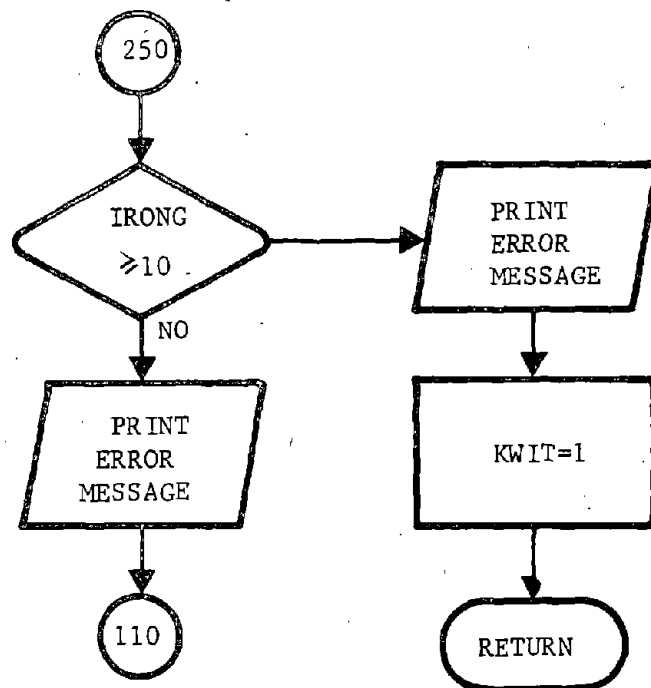 250
IRONG
≥10
NO
PRINT
ERROR
MESSAGE
110
PRINT
ERROR
MESSAGE
KWIT=1
RETURN